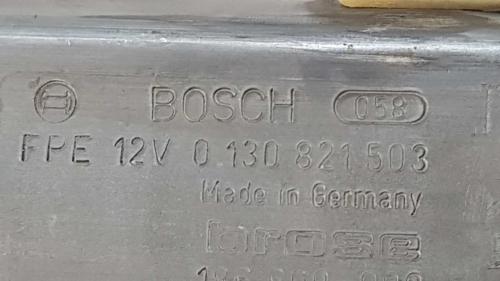 BOSCH 058
FPE 12V 0 130 821 503
Made in Germany
brose